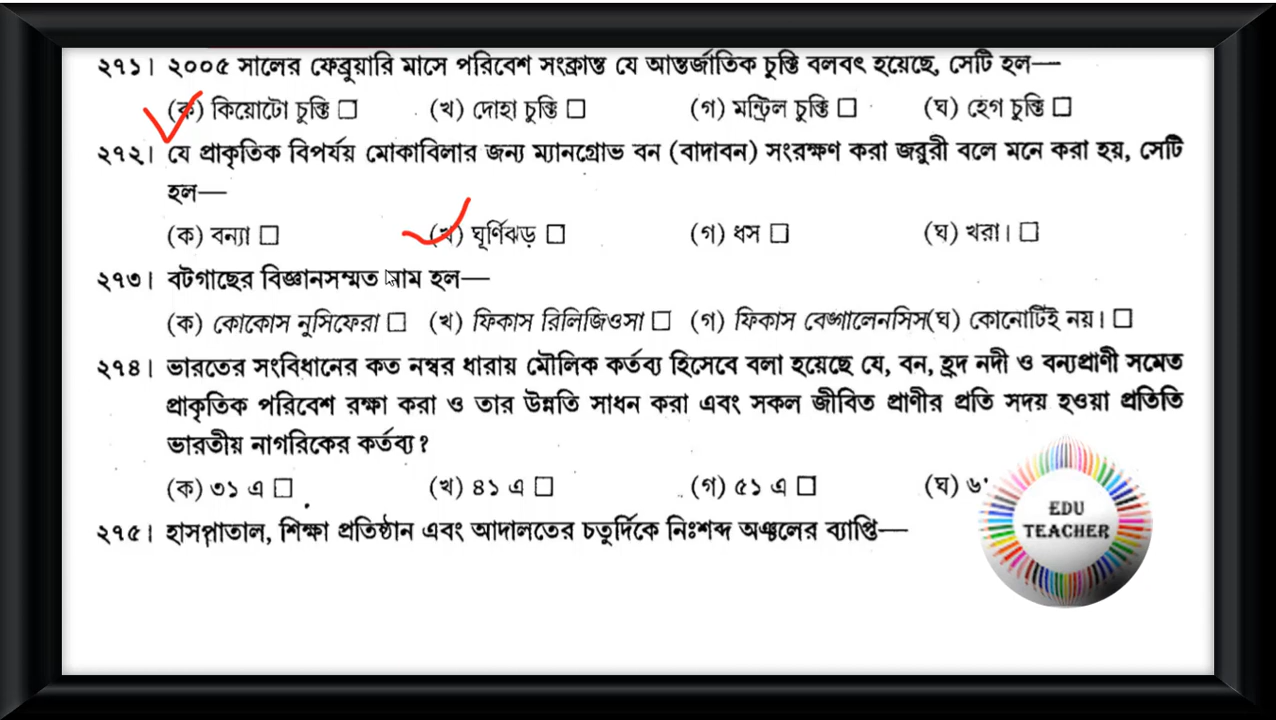 ২৭১। ২০০৫ সালের ফেব্রুয়ারি মাসে পরিবেশ সংক্রান্ত যে আন্তর্জাতিক চুক্তি বলবৎ হয়েছে, সেটি হল—
(ক) কিয়োটো চুক্তি □ (খ) দোহা চুক্তি □ (গ) মন্ট্রিল চুক্তি □ (ঘ) হেগ চুক্তি □
২৭২। যে প্রাকৃতিক বিপর্যয় মোকাবিলার জন্য ম্যানগ্রোভ বন (বাদাবন) সংরক্ষণ করা জরুরী বলে মনে করা হয়, সেটি
হল—
(ক) বন্যা □ (খ) ঘূর্ণিঝড় □ (গ) ধস □ (ঘ) খরা। □
২৭৩। বটগাছের বিজ্ঞানসম্মত নাম হল—
(ক) কোকোস নুসিফেরা □ (খ) ফিকাস রিলিজিওসা □ (গ) ফিকাস বেঙ্গালেনসিস(ঘ) কোনোটিই নয়। □
২৭৪। ভারতের সংবিধানের কত নম্বর ধারায় মৌলিক কর্তব্য হিসেবে বলা হয়েছে যে, বন, হ্রদ নদী ও বন্যপ্রাণী সমেত
প্রাকৃতিক পরিবেশ রক্ষা করা ও তার উন্নতি সাধন করা এবং সকল জীবিত প্রাণীর প্রতি সদয় হওয়া প্রতিতি
ভারতীয় নাগরিকের কর্তব্য?
(ক) ৩১ এ □ (খ) ৪১ এ □ (গ) ৫১ এ □ (ঘ) ৬
২৭৫। হাসপাতাল, শিক্ষা প্রতিষ্ঠান এবং আদালতের চতুর্দিকে নিঃশব্দ অঞ্চলের ব্যাপ্তি—
EDU
TEACHER